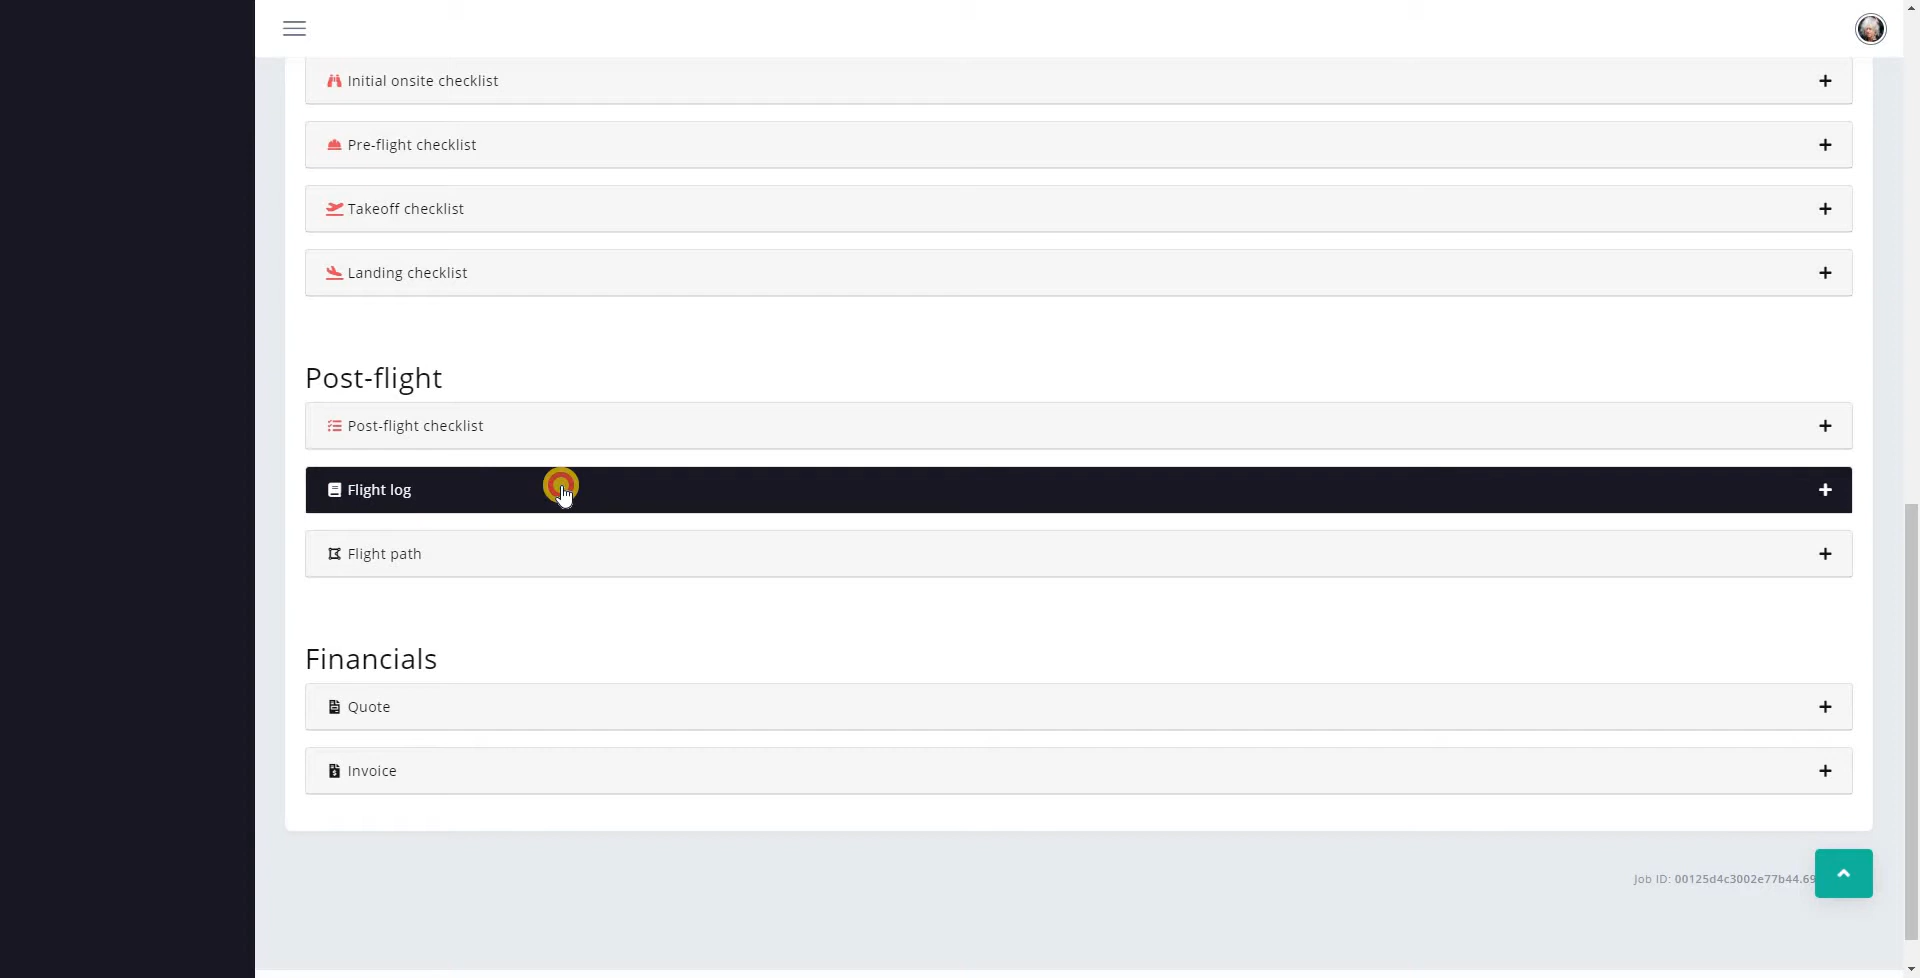 Initial onsite checklist
Pre-flight checklist
Takeoff checklist
Landing checklist
Post-flight
Post-flight checklist
Flight log
Flight path
Financials
Quote
Invoice
Job ID: 00125d4c3002e77b44.69